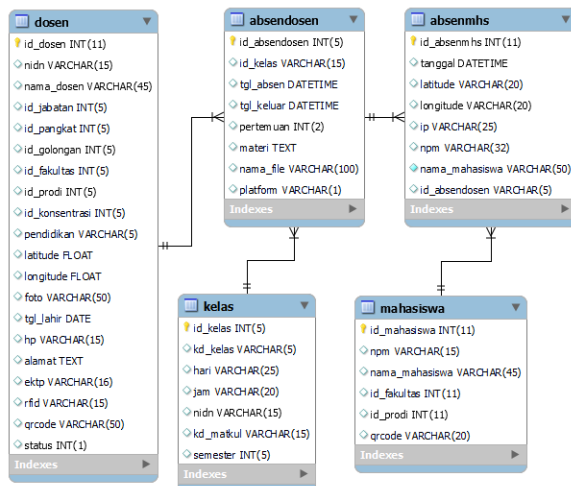 dosen
id_dosen INT(11)
nidn VARCHAR(15)
nama_dosen VARCHAR(45)
id_jabatan INT(5)
id_pangkat INT(5)
id_golongan INT(5)
id_fakultas INT(5)
id_prodi INT(5)
id_konsentrasi INT(5)
pendidikan VARCHAR(5)
latitude FLOAT
longitude FLOAT
foto VARCHAR(50)
tgl_lahir DATE
hp VARCHAR(15)
alamat TEXT
ektp VARCHAR(16)
rfid VARCHAR(15)
qrcode VARCHAR(50)
status INT(1)
Indexes
absendosen
id_absendosen INT(5)
id_kelas VARCHAR(15)
tgl_absen DATETIME
tgl_keluar DATETIME
pertemuan INT(2)
materi TEXT
nama_file VARCHAR(100)
platform VARCHAR(1)
Indexes
absenmhs
id_absenmhs INT(11)
tanggal DATETIME
latitude VARCHAR(20)
longitude VARCHAR(20)
ip VARCHAR(25)
npm VARCHAR(32)
nama_mahasiswa VARCHAR(50)
id_absendosen VARCHAR(5)
Indexes
kelas
id_kelas INT(5)
kd_kelas VARCHAR(5)
hari VARCHAR(25)
jam VARCHAR(20)
nidn VARCHAR(15)
kd_matkul VARCHAR(15)
semester INT(5)
Indexes
mahasiswa
id_mahasiswa INT(11)
npm VARCHAR(15)
nama_mahasiswa VARCHAR(45)
id_fakultas INT(11)
id_prodi INT(11)
qrcode VARCHAR(20)
Indexes